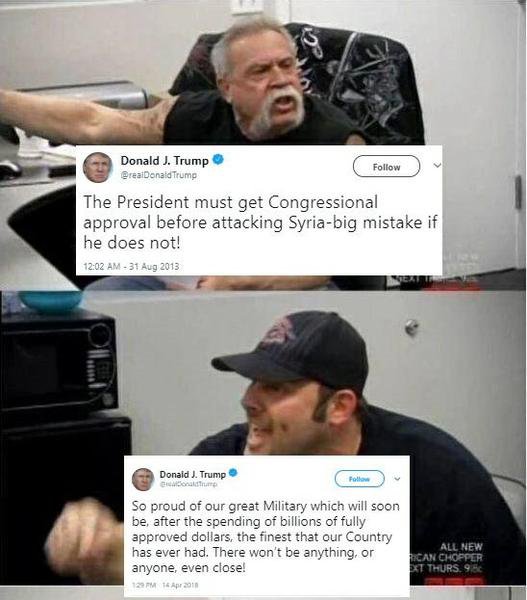 Donald J. Trump
@realDonaldTrump
Follow
The President must get Congressional
approval before attacking Syria-big mistake if
he does not!
12:02 AM - 31 Aug 2013
NEXT
Donald J. Trump
@realDonaldTrump
Follow
So proud of our great Military which will soon
be, after the spending of billions of fully
approved dollars, the finest that our Country
has ever had. There won't be anything, or
anyone, even close!
1:29 PM 14 Apr 2018
ALL NEW
RICAN CHOPPER
EXT THURS. 9|8c